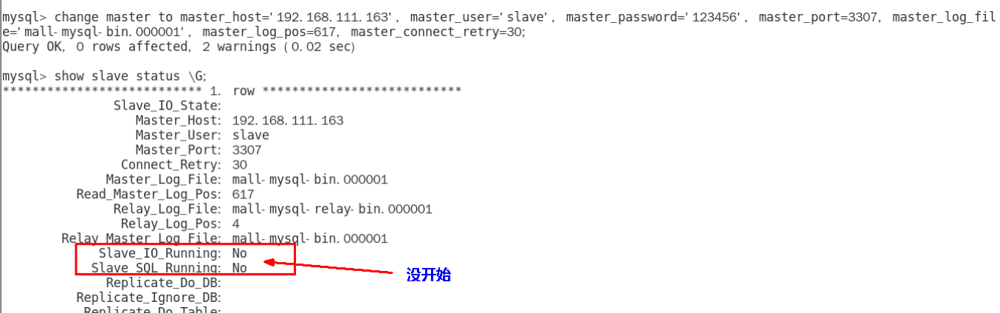 mysql> change master to master_host='192.168.111.163', master_user='slave', master_password='123456', master_port=3307, master_log_fil
e='mall-mysql-bin.000001', master_log_pos=617, master_connect_retry=30;
Query OK, 0 rows affected, 2 warnings (0.02 sec)
mysql> show slave status \G;
*************************** 1. row ***************************
Slave_IO_State:
Master_Host: 192.168.111.163
Master_User: slave
Master_Port: 3307
Connect_Retry: 30
Master_Log_File: mall-mysql-bin.000001
Read_Master_Log_Pos: 617
Relay_Log_File: mall-mysql-relay-bin.000001
Relay_Log_Pos: 4
Relay_Master_Log_File: mall-mysql-bin.000001
Slave_IO_Running: No
Slave_SQL_Running: No
没开始
Replicate_Do_DB:
Replicate_Ignore_DB:
Replicate_Do_Table: